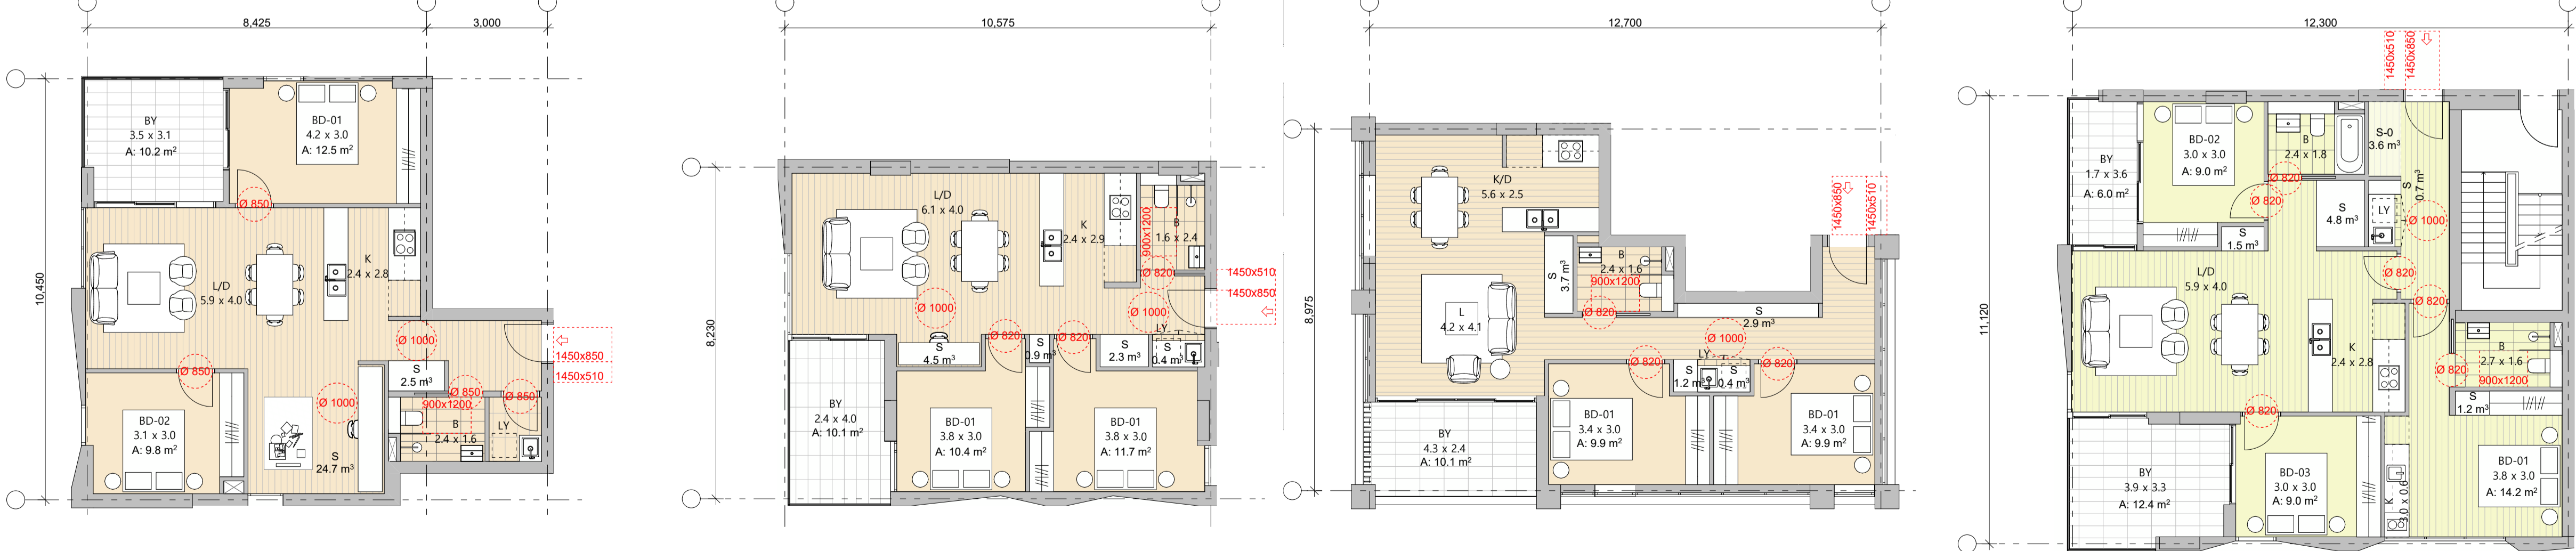 8,425
3,000
10,450
BY
3.5 x 3.1
A: 10.2 m²
BD-01
4.2 x 3.0
A: 12.5 m²
Ø 850
L/D
5.9 x 4.0
K
2.4 x 2.8
Ø 1000
1450x850
1450x510
Ø 850
S
2.5 m³
Ø 850
Ø 850
900x1200
Ø 1000
BD-02
3.1 x 3.0
A: 9.8 m²
B
2.4 x 1.6
LY
S
24.7 m³
10,575
8,230
L/D
6.1 x 4.0
K
2.4 x 2.9
900x1200
B
1.6 x 2.4
Ø 820
1450x510
1450x850
Ø 1000
Ø 1000
LY
Ø 820
Ø 820
S
4.5 m³
S
0.9 m³
S
2.3 m³
S
0.4 m³
BY
2.4 x 4.0
A: 10.1 m²
BD-01
3.8 x 3.0
A: 10.4 m²
BD-01
3.8 x 3.0
A: 11.7 m²
12,700
8,975
K/D
5.6 x 2.5
1450x850
1450x510
S
3.7 m³
B
2.4 x 1.6
900x1200
Ø 820
L
4.2 x 4.1
S
2.9 m³
Ø 1000
LY
Ø 820
Ø 820
S
1.2 m³
S
0.4 m³
BY
4.3 x 2.4
A: 10.1 m²
BD-01
3.4 x 3.0
A: 9.9 m²
BD-01
3.4 x 3.0
A: 9.9 m²
12,300
1450x510
1450x850
11,120
BY
1.7 x 3.6
A: 6.0 m²
BD-02
3.0 x 3.0
A: 9.0 m²
B
2.4 x 1.8
S-0
3.6 m³
Ø 820
Ø 820
S
0.7 m³
S
4.8 m³
LY
Ø 1000
S
1.5 m³
L/D
5.9 x 4.0
Ø 820
Ø 820
K
2.4 x 2.8
B
2.7 x 1.6
Ø 820
900x1200
S
1.2 m³
Ø 820
BY
3.9 x 3.3
A: 12.4 m²
BD-03
3.0 x 3.0
A: 9.0 m²
K
3.0 x 0.6
BD-01
3.8 x 3.0
A: 14.2 m²